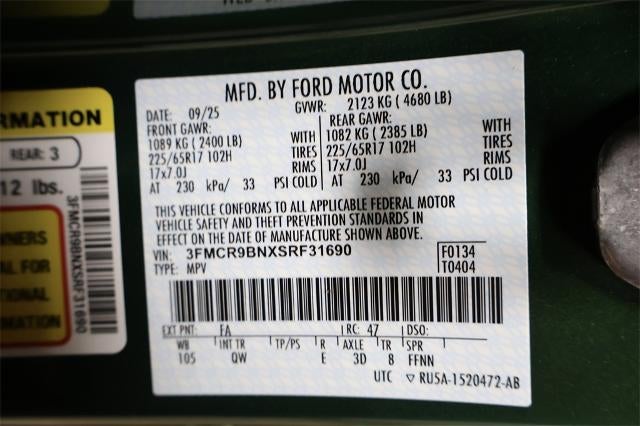 MFD. BY FORD MOTOR CO.
DATE: 09/25 GVWR: 2123 KG ( 4680 LB)
FRONT GAWR: REAR GAWR:
1089 KG ( 2400 LB) WITH 1082 KG ( 2385 LB) WITH
225/65R17 102H TIRES 225/65R17 102H TIRES
17x7.0J RIMS 17x7.0J RIMS
AT 230 kPa/ 33 PSI COLD AT 230 kPa/ 33 PSI COLD
THIS VEHICLE CONFORMS TO ALL APPLICABLE FEDERAL MOTOR
VEHICLE SAFETY AND THEFT PREVENTION STANDARDS IN
EFFECT ON THE DATE OF MANUFACTURE SHOWN ABOVE.
VIN: 3FMCR9BNXSRF31690 F0134
TYPE: MPV T0404
EXT PNT: FA RC: 47 DSO:
WB INT TR TP/PS R AXLE TR SPR
105 QW E 3D 8 FFNN
UTC ▽ RU5A-1520472-AB
RMATION
REAR: 3
12 lbs.
3FMCR9BNXSRF31690
NERS
AL FOR
IONAL
MATION